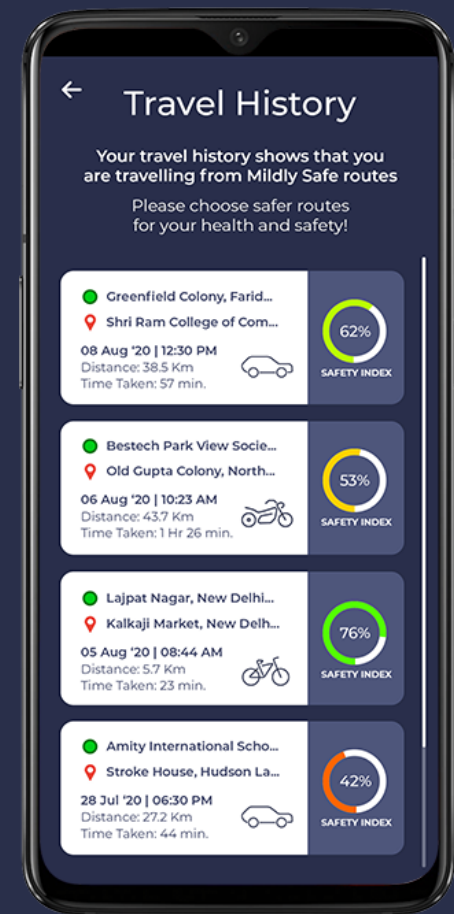 Travel History
Your travel history shows that you
are travelling from Mildly Safe routes
Please choose safer routes
for your health and safety!
Greenfield Colony, Farid...
Shri Ram College of Com...
08 Aug ‘20 | 12:30 PM
Distance: 38.5 Km
Time Taken: 57 min.
62%
SAFETY INDEX
Bestech Park View Socie...
Old Gupta Colony, North...
06 Aug ‘20 | 10:23 AM
Distance: 43.7 Km
Time Taken: 1 Hr 26 min.
53%
SAFETY INDEX
Lajpat Nagar, New Delhi...
Kalkaji Market, New Delh...
05 Aug ‘20 | 08:44 AM
Distance: 5.7 Km
Time Taken: 23 min.
76%
SAFETY INDEX
Amity International Scho...
Stroke House, Hudson La...
28 Jul ‘20 | 06:30 PM
Distance: 27.2 Km
Time Taken: 44 min.
42%
SAFETY INDEX